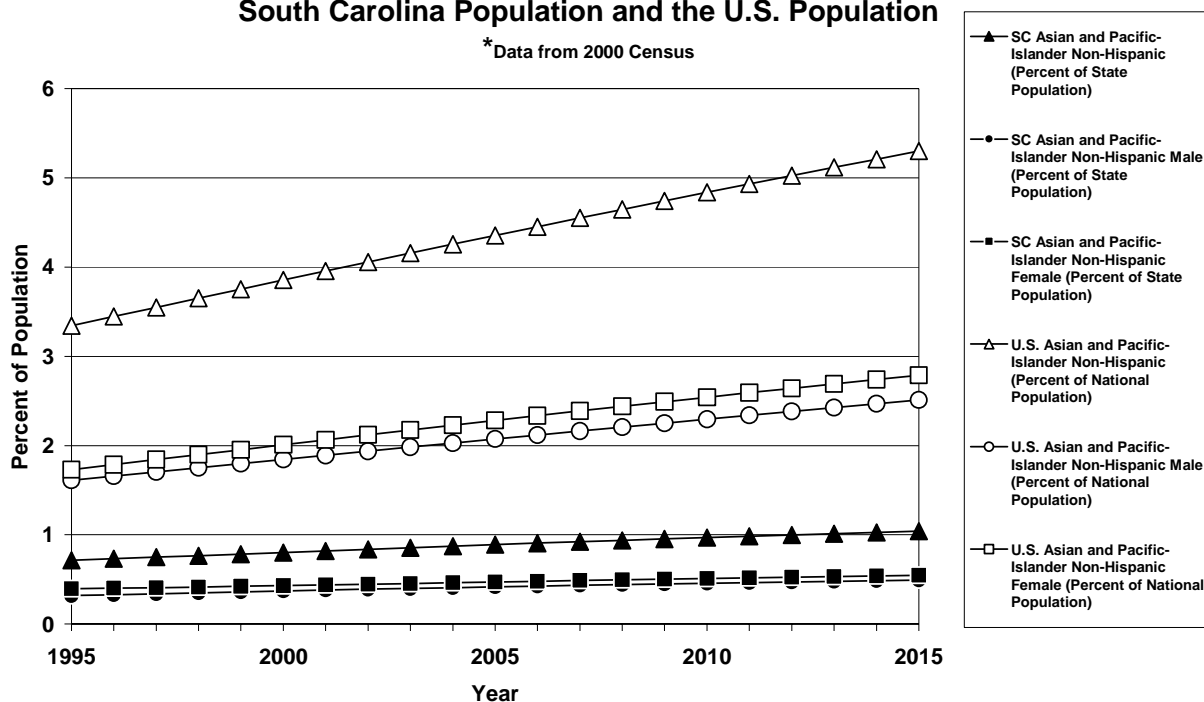 South Carolina Population and the U.S. Population
*Data from 2000 Census
6
5
4
3
2
1
0
Percent of Population
1995
2000
2005
2010
2015
Year
SC Asian and Pacific-
Islander Non-Hispanic
(Percent of State
Population)
SC Asian and Pacific-
Islander Non-Hispanic Male
(Percent of State
Population)
SC Asian and Pacific-
Islander Non-Hispanic
Female (Percent of State
Population)
U.S. Asian and Pacific-
Islander Non-Hispanic
(Percent of National
Population)
U.S. Asian and Pacific-
Islander Non-Hispanic Male
(Percent of National
Population)
U.S. Asian and Pacific-
Islander Non-Hispanic
Female (Percent of National
Population)